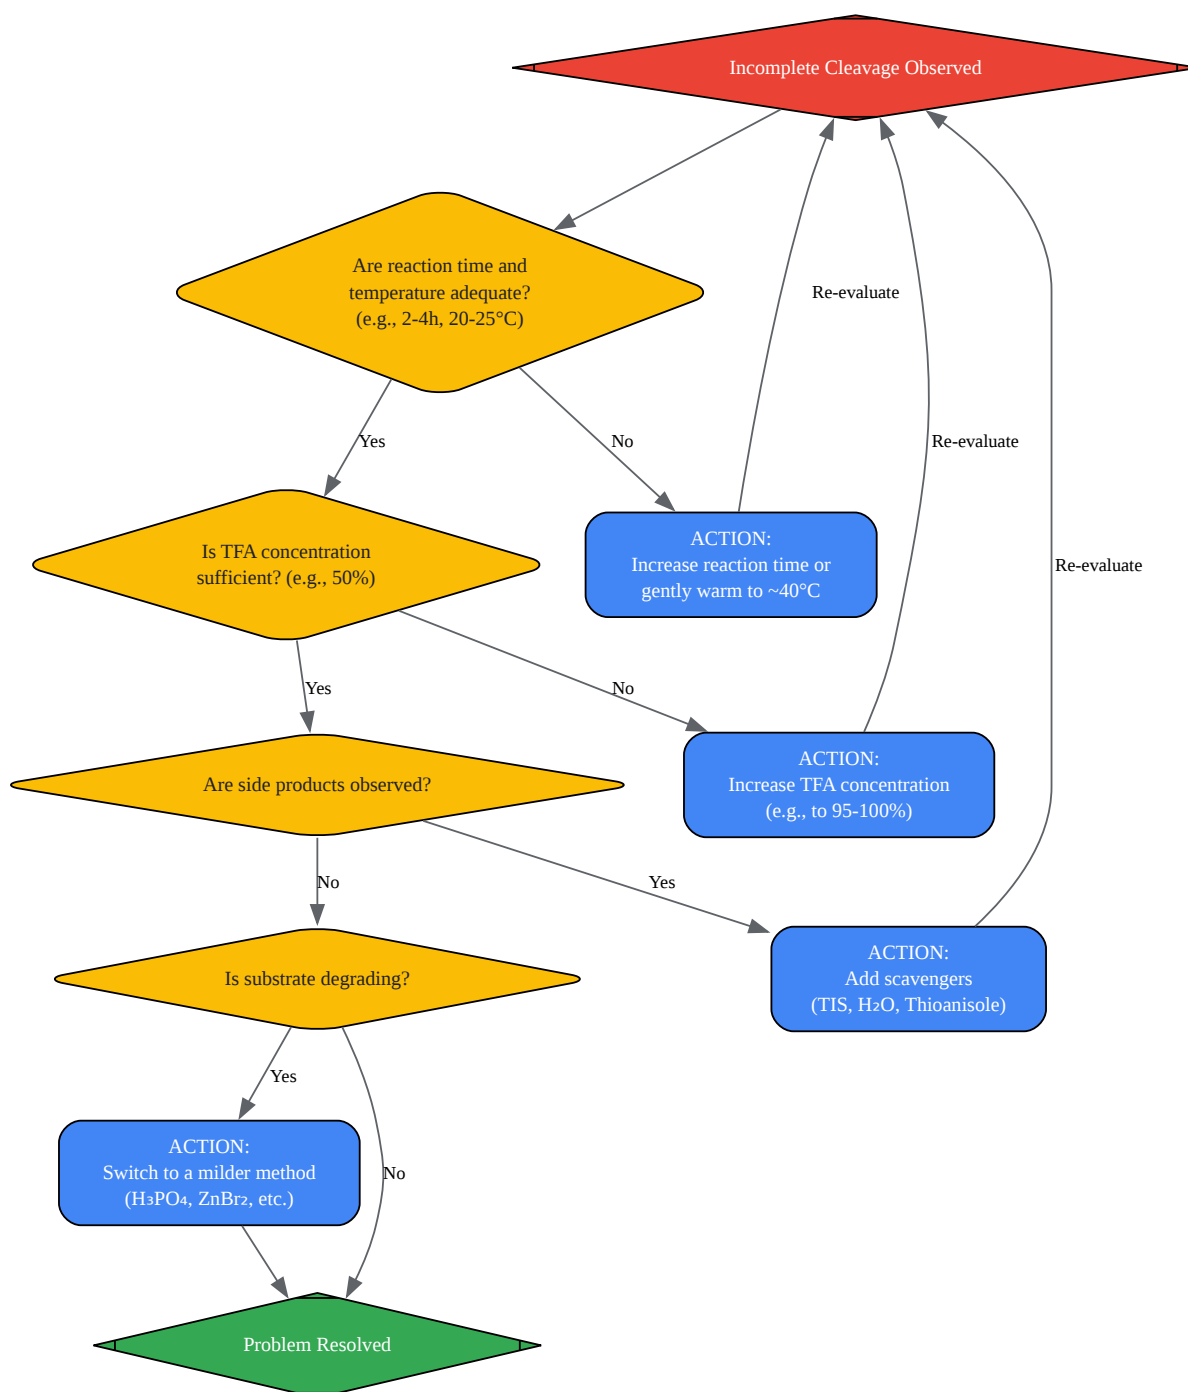 Incomplete Cleavage Observed
Are reaction time and
temperature adequate?
(e.g., 2-4h, 20-25°C)
Re-evaluate
Yes
No
Re-evaluate
Is TFA concentration
sufficient? (e.g., 50%)
ACTION:
Increase reaction time or
gently warm to ~40°C
Re-evaluate
Yes
No
Are side products observed?
ACTION:
Increase TFA concentration
(e.g., to 95-100%)
No
Yes
Is substrate degrading?
ACTION:
Add scavengers
(TIS, H₂O, Thioanisole)
Yes
ACTION:
Switch to a milder method
(H₃PO₄, ZnBr₂, etc.)
No
Problem Resolved